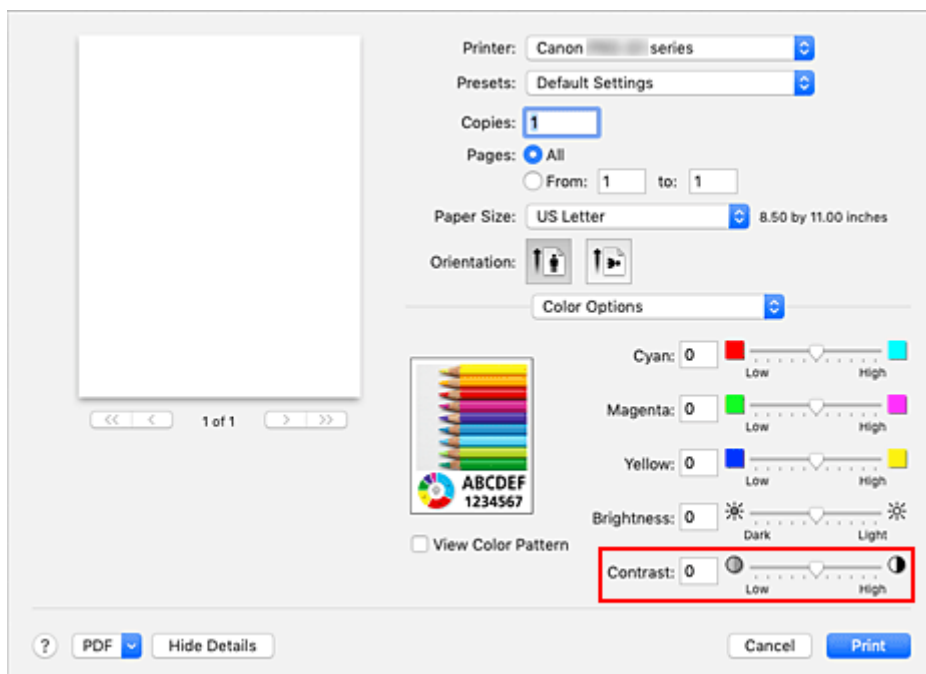 Printer: Canon series
Presets: Default Settings
Copies: 1
Pages: All
From: 1 to: 1
Paper Size: US Letter 8.50 by 11.00 inches
Orientation:
Color Options
Cyan: 0
Low High
Magenta: 0
Low High
Yellow: 0
Low High
Brightness: 0
Dark Light
Contrast: 0
Low High
1 of 1
ABCDEF
1234567
View Color Pattern
? PDF Hide Details Cancel Print